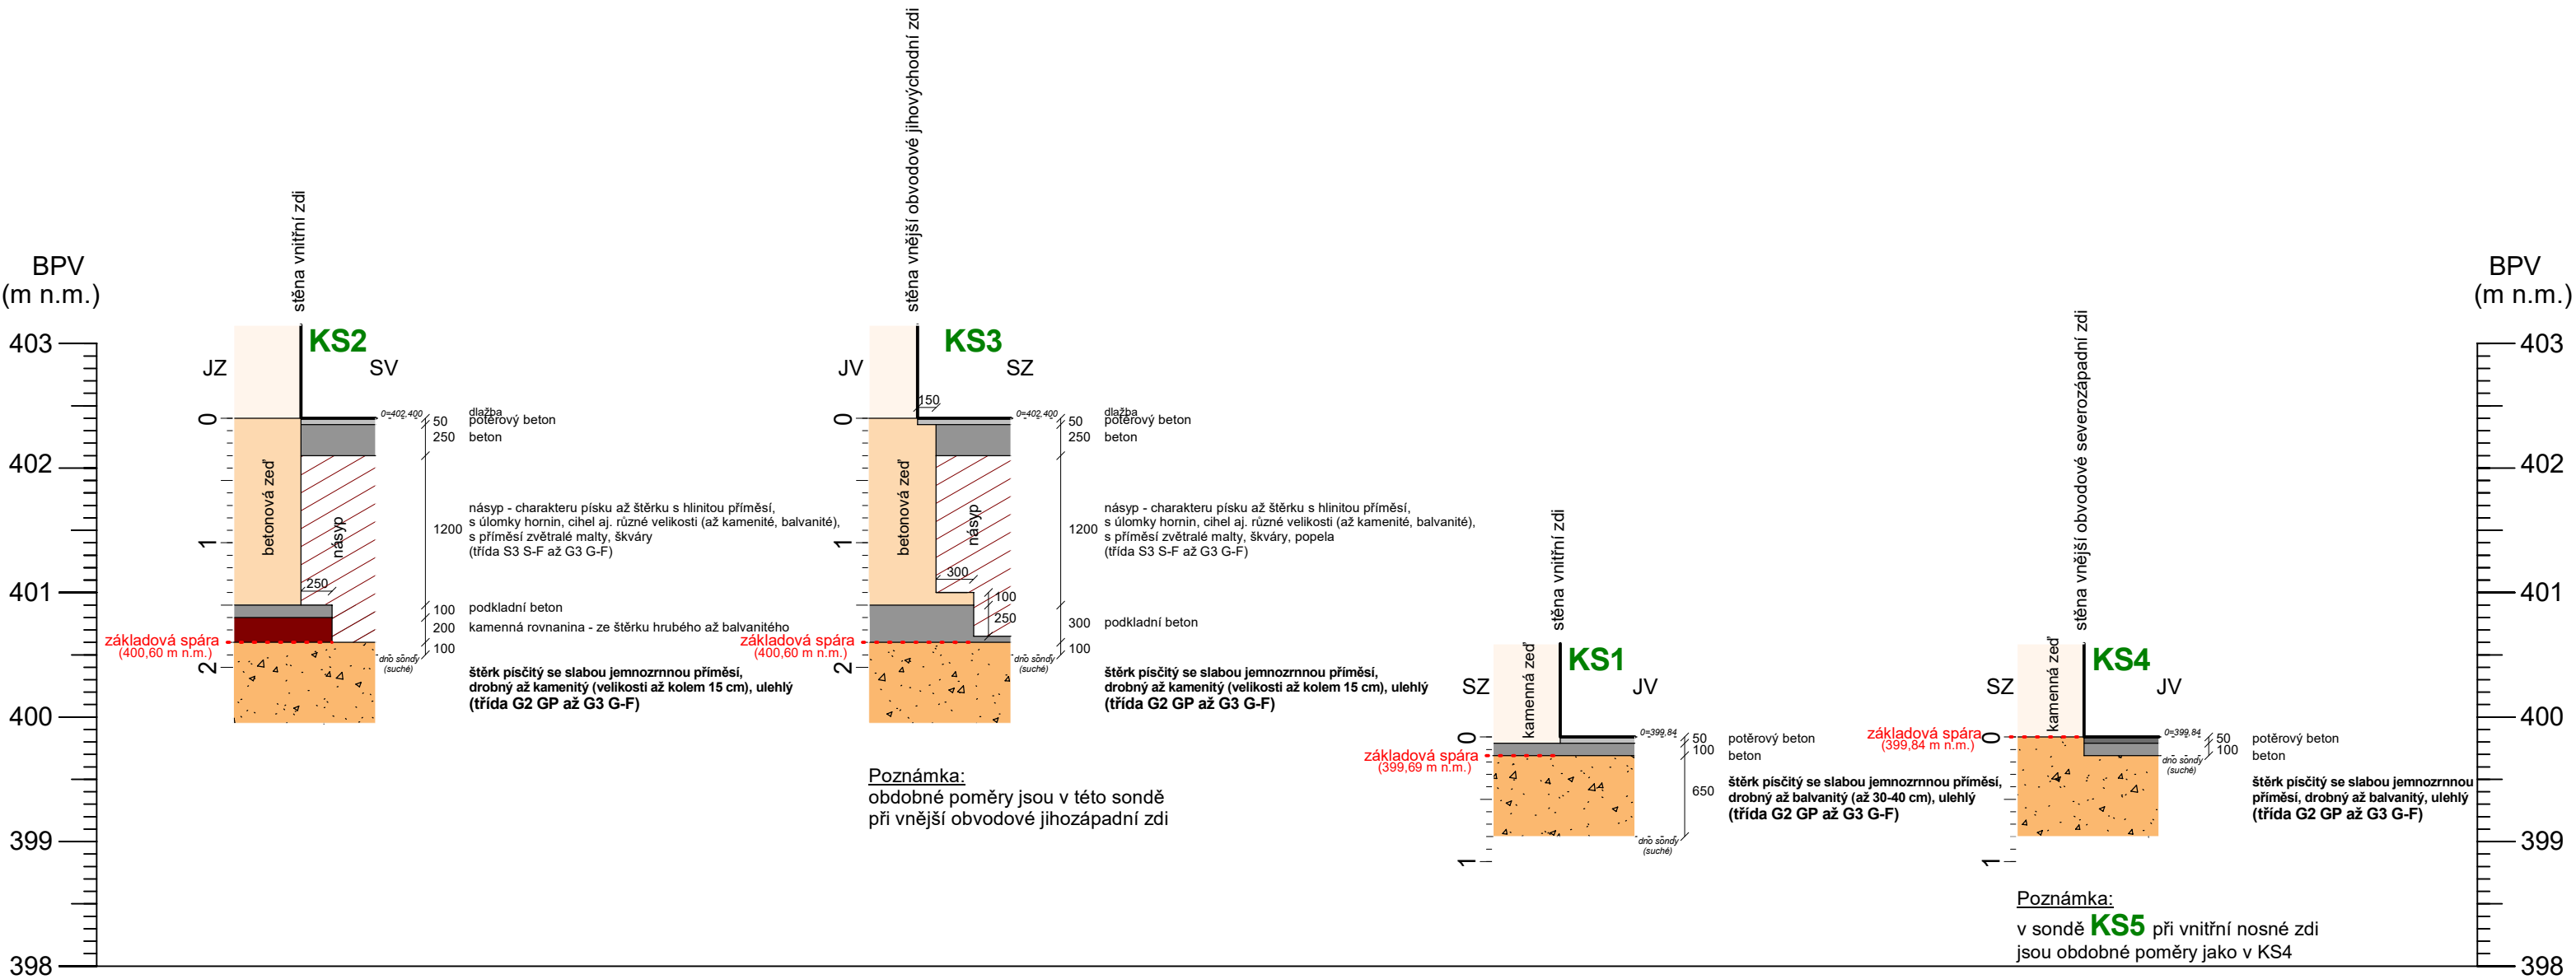 BPV
(m n.m.)
403
402
401
400
399
398
stěna vnitřní zdi
KS2
JZ
SV
0
1
2
betonová zeď
násyp
250
0=402,400
50
250
1200
100
200
100
dlažba
potěrový beton
beton
násyp - charakteru písku až štěrku s hlinitou příměsí,
s úlomky hornin, cihel aj. různé velikosti (až kamenité, balvanité),
s příměsí zvětralé malty, škváry
(třída S3 S-F až G3 G-F)
podkladní beton
kamenná rovnanina - ze štěrku hrubého až balvanitého
základová spára
(400,60 m n.m.)
dno sondy
(suché)
štěrk písčitý se slabou jemnozrnnou příměsí,
drobný až kamenitý (velikosti až kolem 15 cm), ulehlý
(třída G2 GP až G3 G-F)
stěna vnější obvodové jihovýchodní zdi
KS3
JV
SZ
150
0
1
2
betonová zeď
násyp
300
100
250
0=402,400
50
250
1200
300
100
dlažba
potěrový beton
beton
násyp - charakteru písku až štěrku s hlinitou příměsí,
s úlomky hornin, cihel aj. různé velikosti (až kamenité, balvanité),
s příměsí zvětralé malty, škváry, popela
(třída S3 S-F až G3 G-F)
podkladní beton
základová spára
(400,60 m n.m.)
dno sondy
(suché)
štěrk písčitý se slabou jemnozrnnou příměsí,
drobný až kamenitý (velikosti až kolem 15 cm), ulehlý
(třída G2 GP až G3 G-F)
Poznámka:
obdobné poměry jsou v této sondě
při vnější obvodové jihozápadní zdi
stěna vnitřní zdi
KS1
SZ
JV
kamenná zeď
0
1
0=399,84
50
100
650
potěrový beton
beton
základová spára
(399,69 m n.m.)
štěrk písčitý se slabou jemnozrnnou příměsí,
drobný až balvanitý (až 30-40 cm), ulehlý
(třída G2 GP až G3 G-F)
dno sondy
(suché)
stěna vnější obvodové severozápadní zdi
KS4
SZ
JV
kamenná zeď
0
1
základová spára
(399,84 m n.m.)
0=399,84
50
100
potěrový beton
beton
dno sondy
(suché)
štěrk písčitý se slabou jemnozrnnou
příměsí, drobný až balvanitý, ulehlý
(třída G2 GP až G3 G-F)
Poznámka:
v sondě KS5 při vnitřní nosné zdi
jsou obdobné poměry jako v KS4
BPV
(m n.m.)
403
402
401
400
399
398